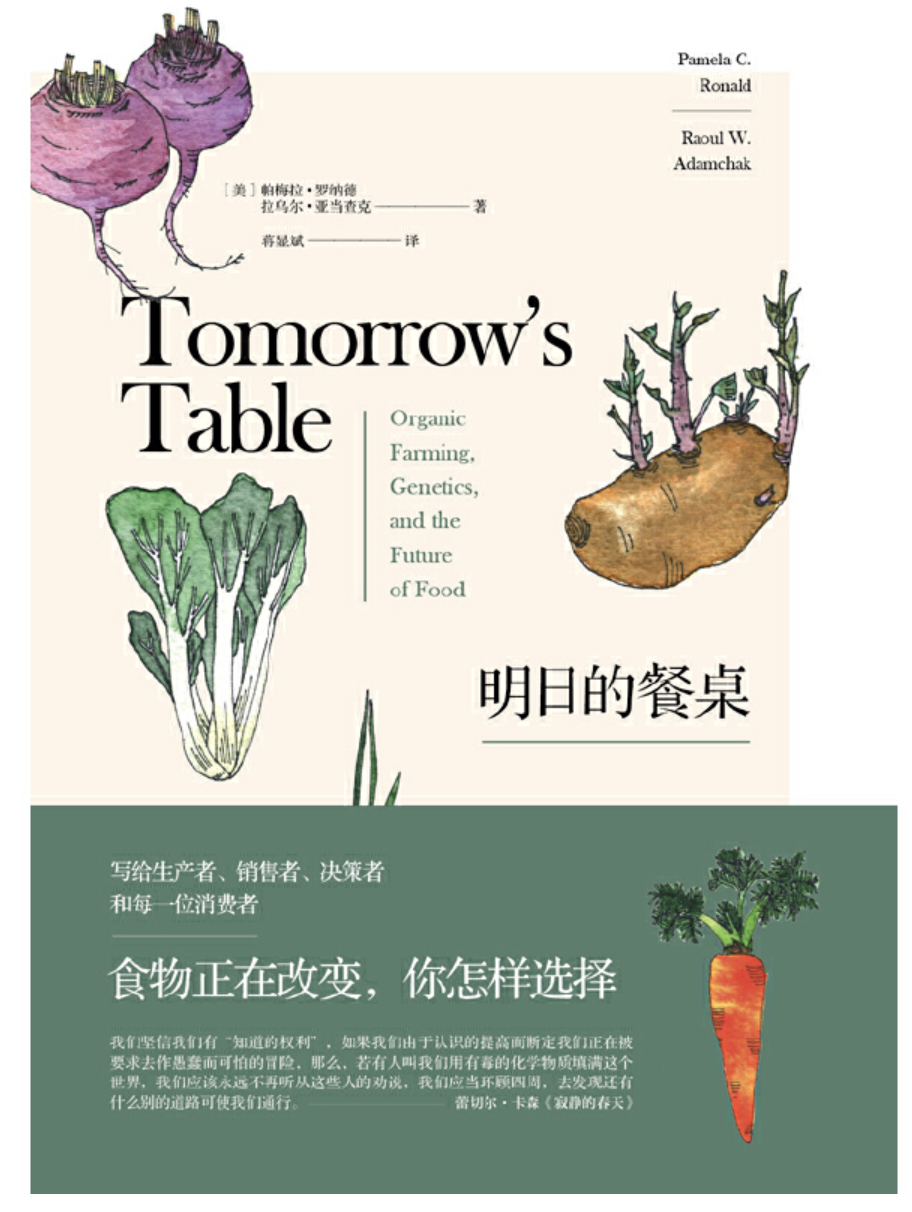 Pamela C.
Ronald
Raoul W.
Adamchak
[美] 帕梅拉·罗纳德
拉乌尔·亚当查克 著
蒋显斌 译
Tomorrow's
Table
Organic
Farming,
Genetics,
and the
Future
of Food
明日的餐桌
写给生产者、销售者、决策者
和每一位消费者
食物正在改变，你怎样选择
我们坚信我们有“知道的权利”，如果我们由于认识的提高而断定我们正在被
要求去作愚蠢而可怕的冒险，那么，若有人叫我们用有毒的化学物质填满这个
世界，我们应该永远不再听从这些人的劝说，我们应当环顾四周，去发现还有
什么别的道路可使我们通行。 蕾切尔·卡森《寂静的春天》